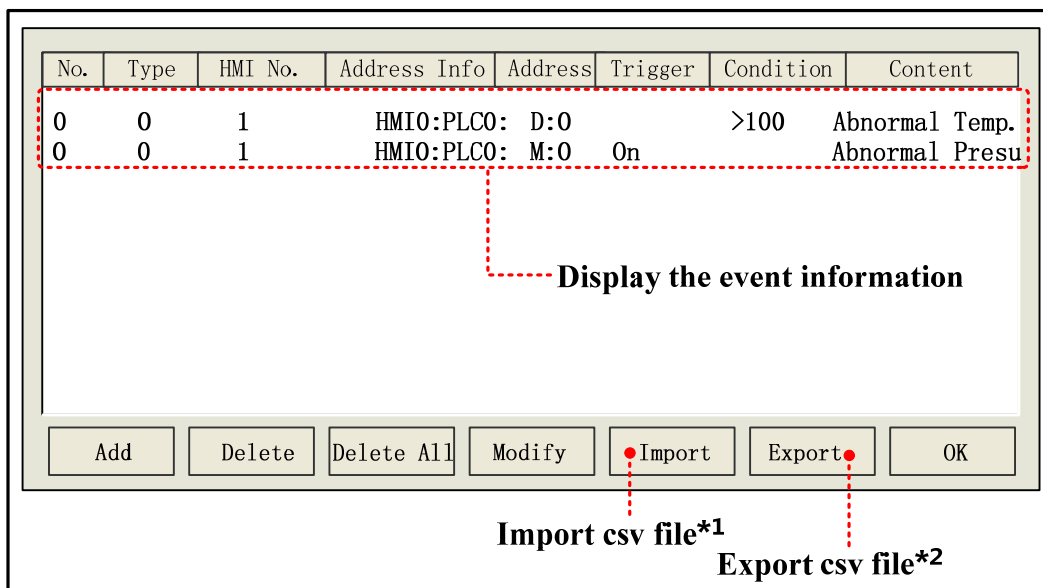 No. Type HMI No. Address Info Address Trigger Condition Content
0 0 1 HMI0:PLC0: D:0 >100 Abnormal Temp.
0 0 1 HMI0:PLC0: M:0 On Abnormal Presu
Display the event information
Add Delete Delete All Modify Import Export OK
Import csv file*1
Export csv file*2